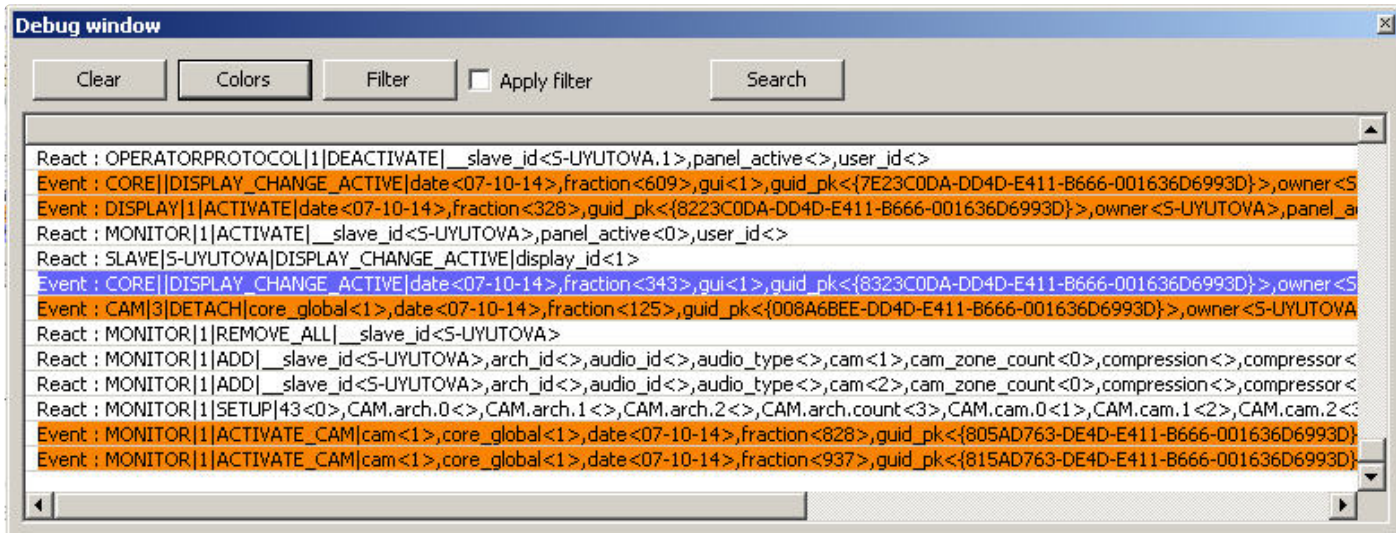 Debug window
Clear Colors Filter Apply filter Search
React : OPERATORPROTOCOL|1|DEACTIVATE|__slave_id<S-UYUTOVA.1>,panel_active<>,user_id<>
Event : CORE||DISPLAY_CHANGE_ACTIVE|date<07-10-14>,fraction<609>,gui<1>,guid_pk<{7E23C0DA-DD4D-E411-B666-001636D6993D}>,owner<S
Event : DISPLAY|1|ACTIVATE|date<07-10-14>,fraction<328>,guid_pk<{8223C0DA-DD4D-E411-B666-001636D6993D}>,owner<S-UYUTOVA>,panel_a
React : MONITOR|1|ACTIVATE|__slave_id<S-UYUTOVA>,panel_active<0>,user_id<>
React : SLAVE|S-UYUTOVA|DISPLAY_CHANGE_ACTIVE|display_id<1>
Event : CORE||DISPLAY_CHANGE_ACTIVE|date<07-10-14>,fraction<343>,gui<1>,guid_pk<{8323C0DA-DD4D-E411-B666-001636D6993D}>,owner<S
Event : CAM|3|DETACH|core_global<1>,date<07-10-14>,fraction<125>,guid_pk<{008A6BEE-DD4D-E411-B666-001636D6993D}>,owner<S-UYUTOVA
React : MONITOR|1|REMOVE_ALL|__slave_id<S-UYUTOVA>
React : MONITOR|1|ADD|__slave_id<S-UYUTOVA>,arch_id<>,audio_id<>,audio_type<>,cam<1>,cam_zone_count<0>,compression<>,compressor<
React : MONITOR|1|ADD|__slave_id<S-UYUTOVA>,arch_id<>,audio_id<>,audio_type<>,cam<2>,cam_zone_count<0>,compression<>,compressor<
React : MONITOR|1|SETUP|43<0>,CAM.arch.0<>,CAM.arch.1<>,CAM.arch.2<>,CAM.arch.count<3>,CAM.cam.0<1>,CAM.cam.1<2>,CAM.cam.2<3
Event : MONITOR|1|ACTIVATE_CAM|cam<1>,core_global<1>,date<07-10-14>,fraction<828>,guid_pk<{805AD763-DE4D-E411-B666-001636D6993D}
Event : MONITOR|1|ACTIVATE_CAM|cam<1>,core_global<1>,date<07-10-14>,fraction<937>,guid_pk<{815AD763-DE4D-E411-B666-001636D6993D}